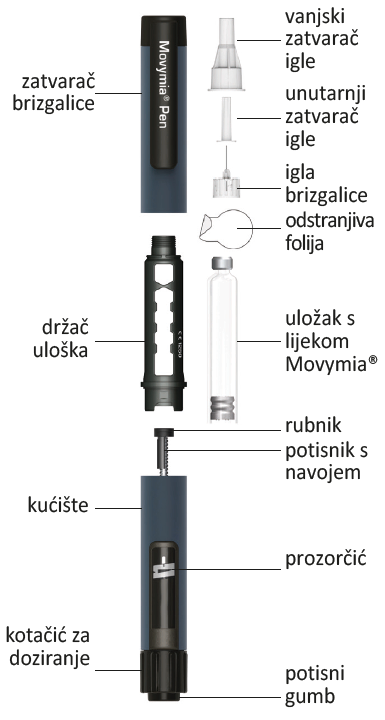 vanjski
zatvarač
igle
zatvarač
brizgalice
Movymia® Pen
unutarnji
zatvarač
igle
igla
brizgalice
odstranjiva
folija
držač
uloška
uložak s
lijekom
Movymia®
rubnik
potisnik s
navojem
kućište
prozorčić
kotačić za
doziranje
potisni
gumb